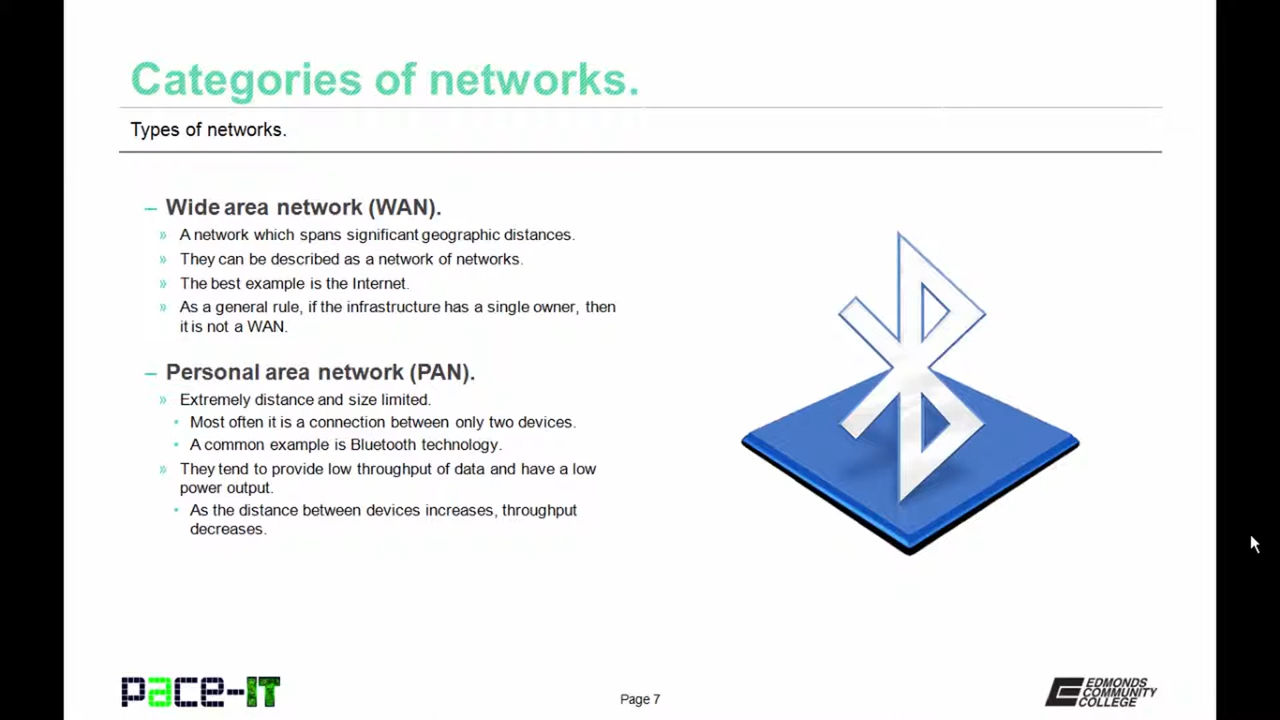 Categories of networks.
Types of networks.
– Wide area network (WAN).
» A network which spans significant geographic distances.
» They can be described as a network of networks.
» The best example is the Internet.
» As a general rule, if the infrastructure has a single owner, then
it is not a WAN.
– Personal area network (PAN).
» Extremely distance and size limited.
• Most often it is a connection between only two devices.
• A common example is Bluetooth technology.
» They tend to provide low throughput of data and have a low
power output.
• As the distance between devices increases, throughput
decreases.
pace-IT
Page 7
EDMONDS
COMMUNITY
COLLEGE